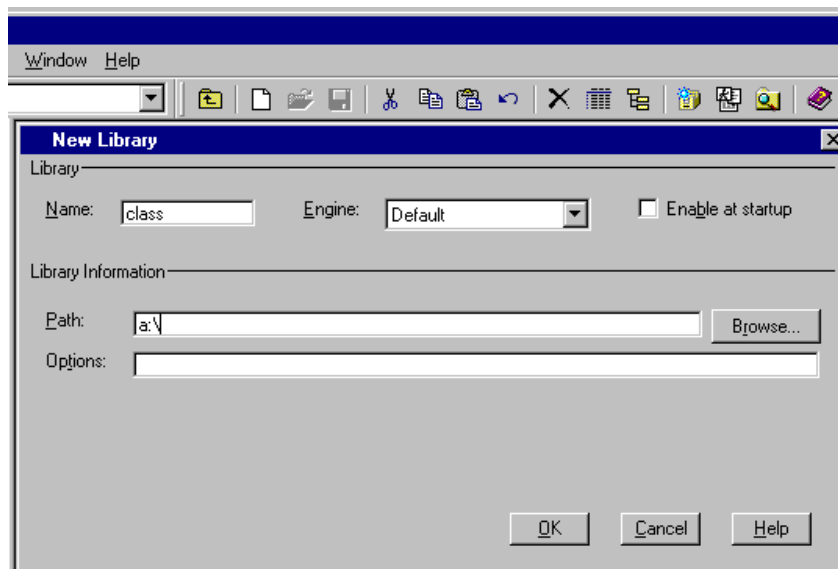 Window Help
New Library
Library
Name: class Engine: Default Enable at startup
Library Information
Path: a:\ Browse...
Options:
OK Cancel Help